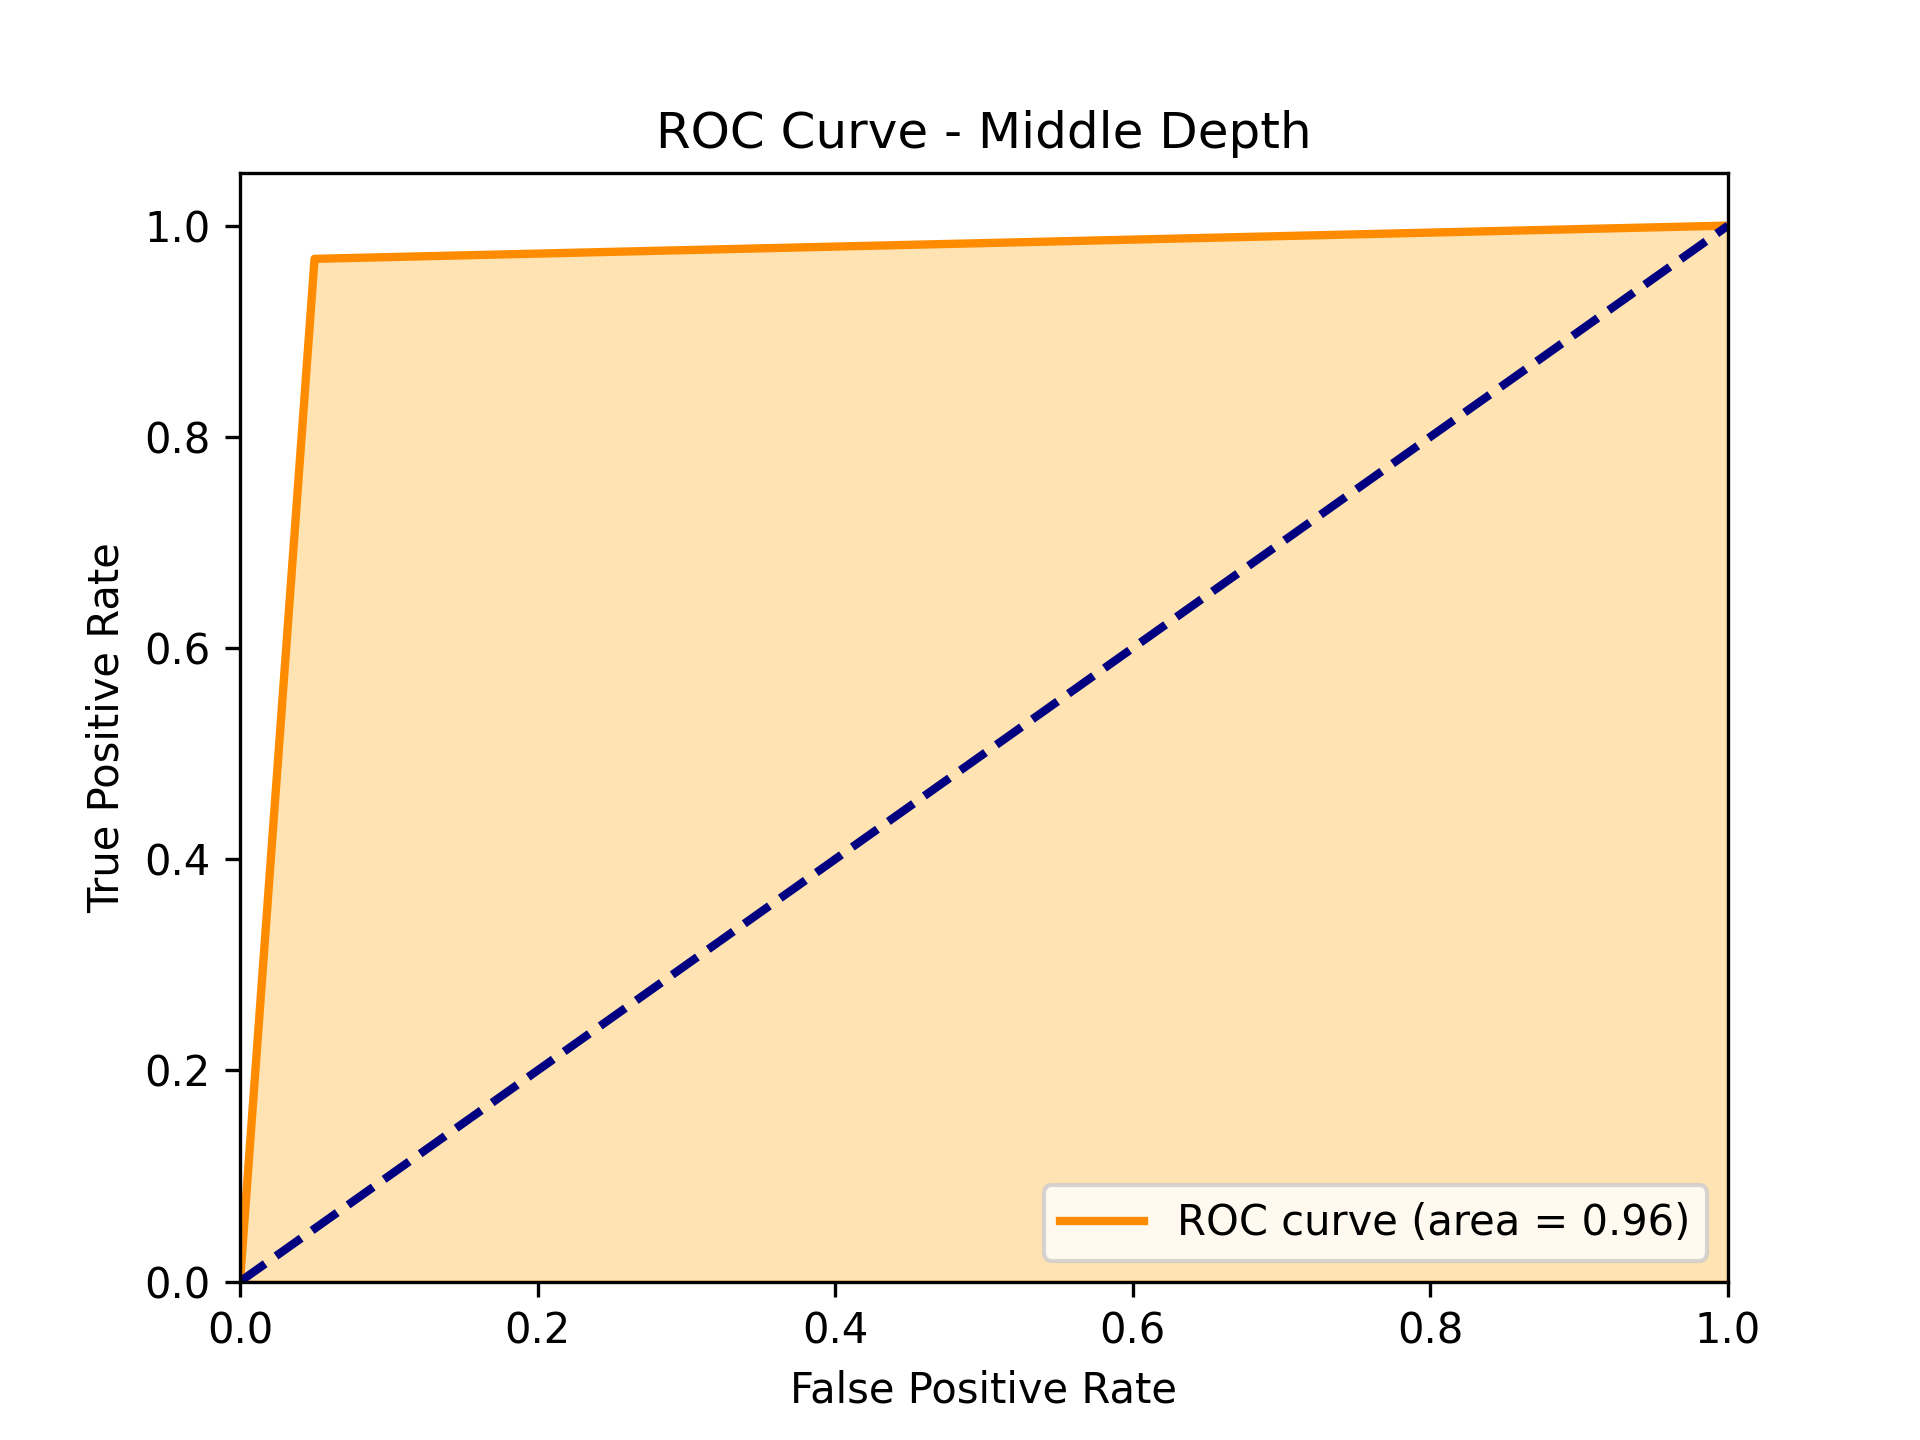 ROC Curve - Middle Depth
1.0
0.8
0.6
0.4
0.2
0.0
True Positive Rate
ROC curve (area = 0.96)
0.0 0.2 0.4 0.6 0.8 1.0
False Positive Rate